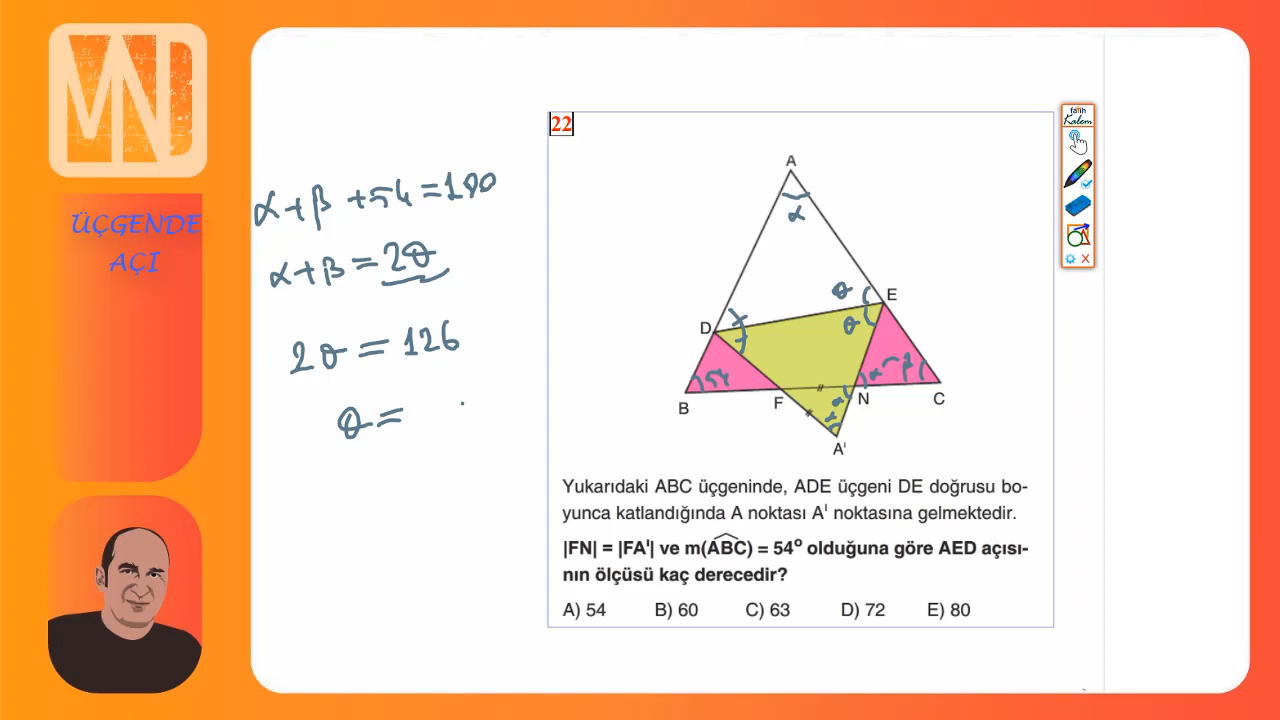 ÜÇGENDE
AÇI
α+β+54=180
α+β=2θ
2θ=126
θ=
22
A
α
θ
E
θ
D
54
α
β
α
α
B
F
N
C
A'
Yukarıdaki ABC üçgeninde, ADE üçgeni DE doğrusu bo-
yunca katlandığında A noktası A' noktasına gelmektedir.
|FN| = |FA'| ve m(ABC) = 54° olduğuna göre AED açısı-
nın ölçüsü kaç derecedir?
A) 54 B) 60 C) 63 D) 72 E) 80
fatih
Kalem